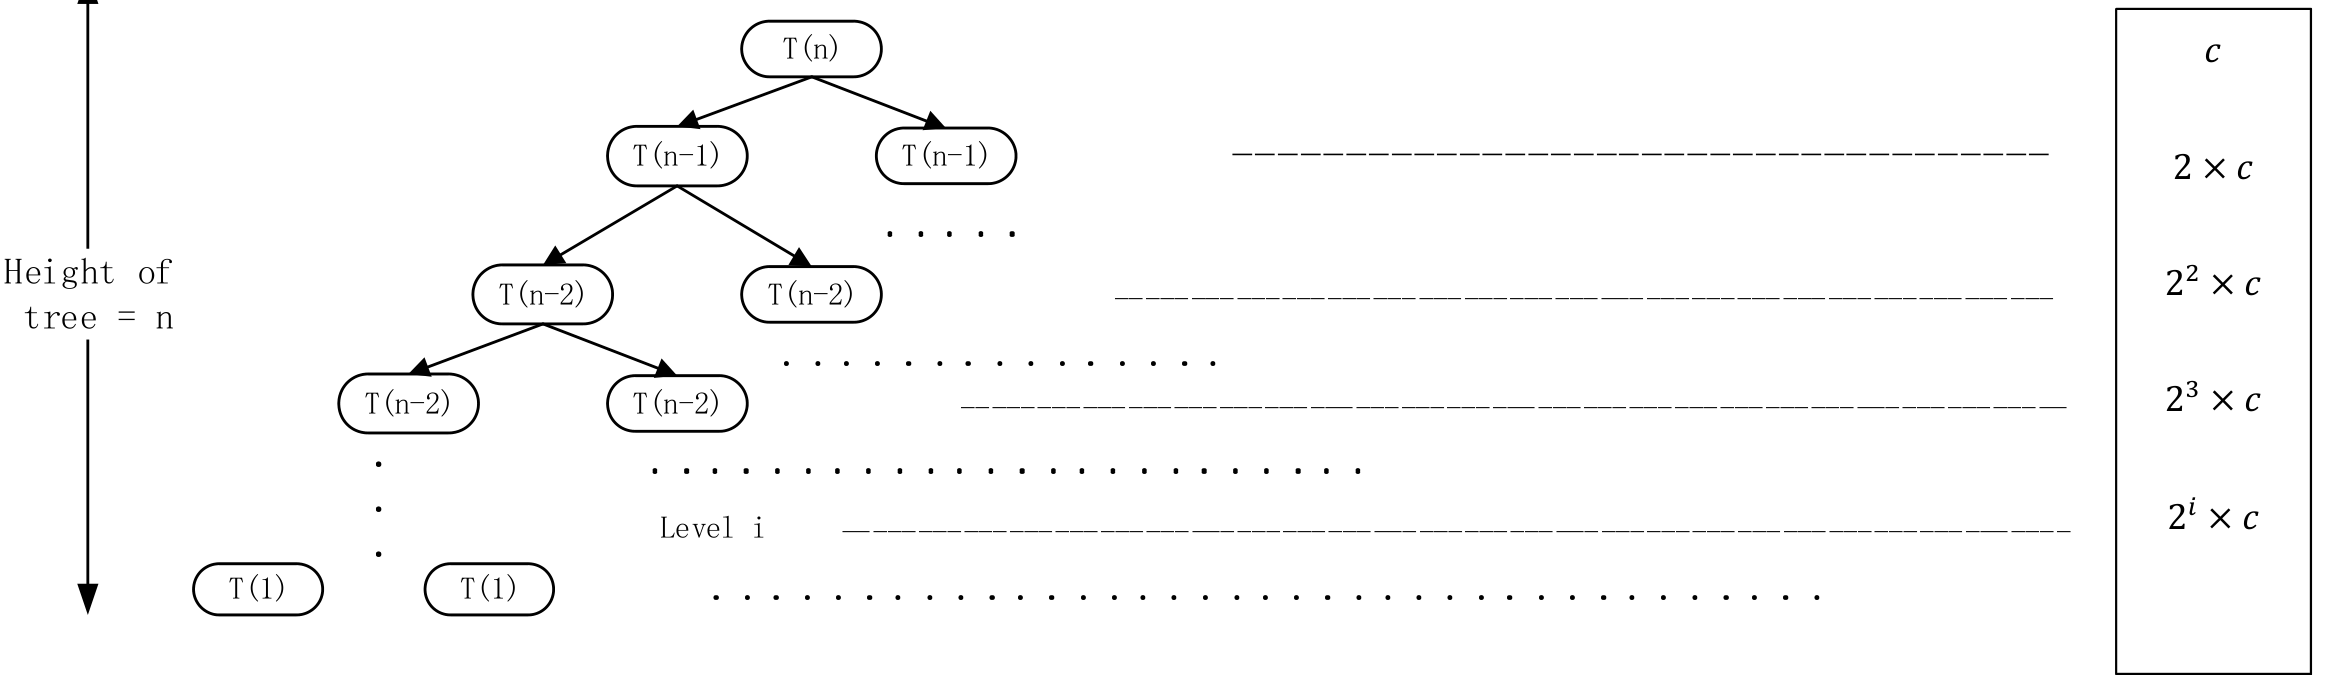 T(n)
c
T(n-1) T(n-1)
2 × c
Height of
tree = n
T(n-2) T(n-2)
2² × c
T(n-2) T(n-2)
2³ × c
Level i
2ⁱ × c
T(1) T(1)